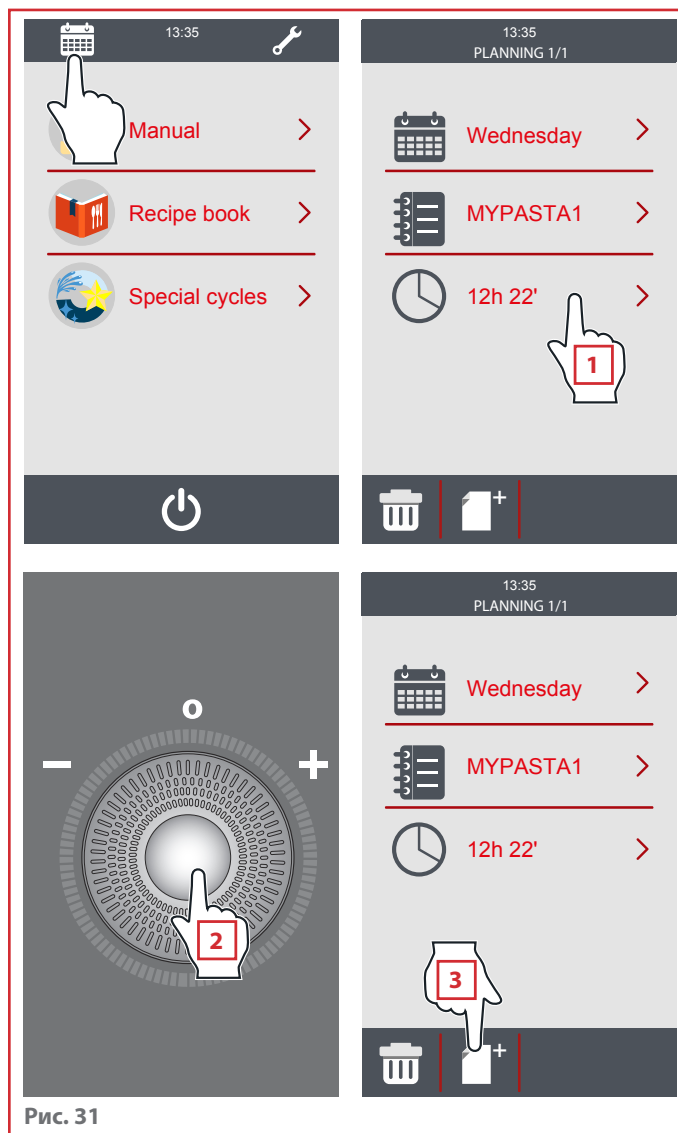 13:35
Manual
Recipe book
Special cycles
13:35
PLANNING 1/1
Wednesday
MYPASTA1
12h 22'
1
+
o
− +
2
13:35
PLANNING 1/1
Wednesday
MYPASTA1
12h 22'
3
+
Рис. 31